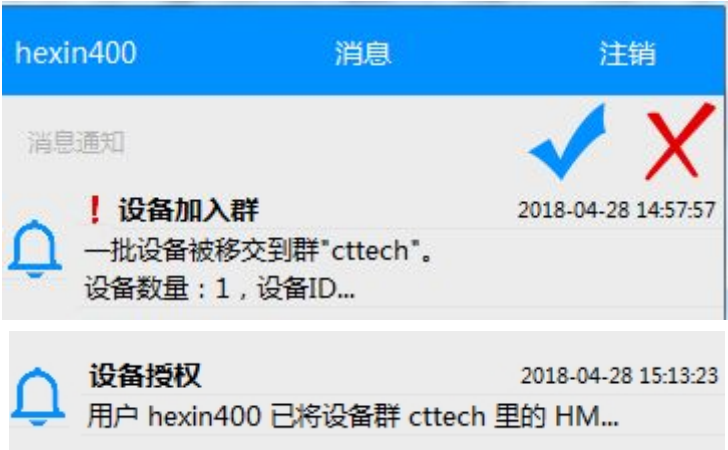 hexin400 消息 注销
消息通知
! 设备加入群 2018-04-28 14:57:57
一批设备被移交到群"cttech"。
设备数量：1，设备ID...
设备授权 2018-04-28 15:13:23
用户 hexin400 已将设备群 cttech 里的 HM...